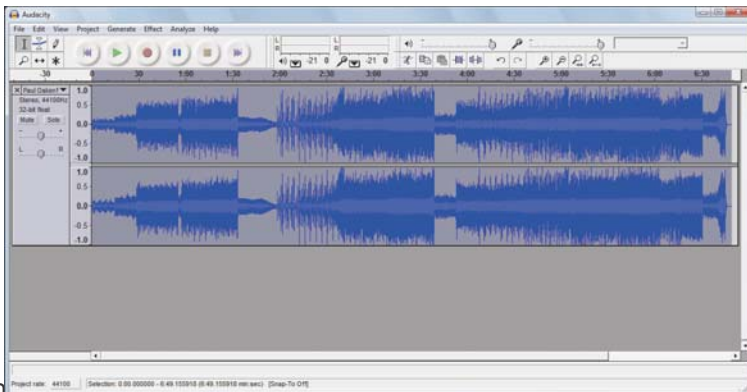 Audacity
File Edit View Project Generate Effect Analyze Help
L
R
L
R
-21 0
-21 0
-30 0 30 1:00 1:30 2:00 2:30 3:00 3:30 4:00 4:30 5:00 5:30 6:00 6:30
X Paul Oakenf
Stereo, 44100Hz
32-bit float
Mute Solo
- +
L R
1.0
0.5
0.0
-0.5
-1.0
1.0
0.5
0.0
-0.5
-1.0
Project rate: 44100 Selection: 0:00.000000 - 6:49.155918 (6:49.155918 min:sec) [Snap-To Off]